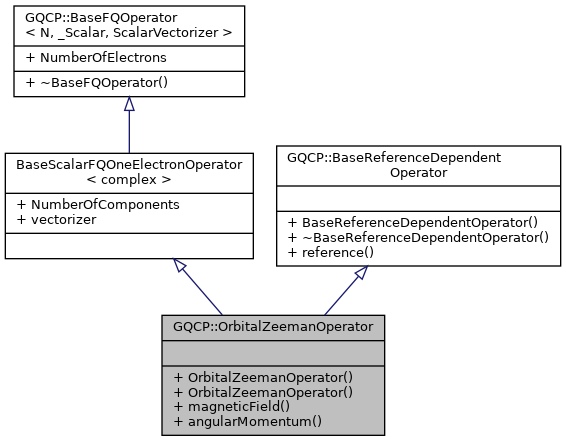 GQCP::BaseFQOperator
< N, _Scalar, ScalarVectorizer >
+ NumberOfElectrons
+ ~BaseFQOperator()
BaseScalarFQOneElectronOperator
< complex >
+ NumberOfComponents
+ vectorizer
GQCP::BaseReferenceDependent
Operator
+ BaseReferenceDependentOperator()
+ ~BaseReferenceDependentOperator()
+ reference()
GQCP::OrbitalZeemanOperator
+ OrbitalZeemanOperator()
+ OrbitalZeemanOperator()
+ magneticField()
+ angularMomentum()